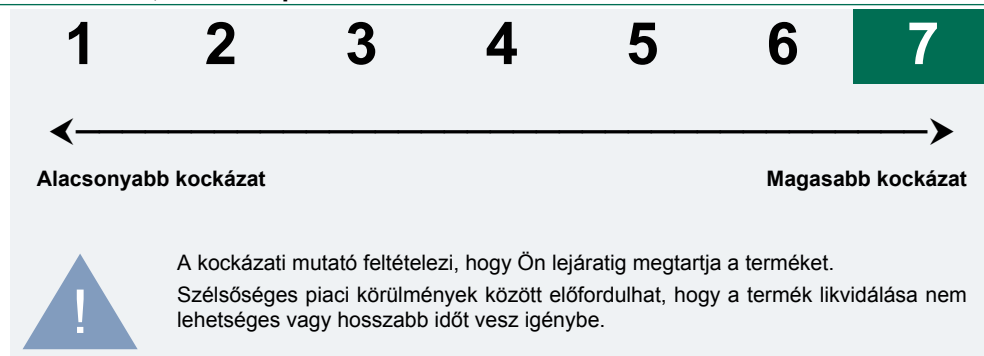 1 2 3 4 5 6 7
Alacsonyabb kockázat Magasabb kockázat
A kockázati mutató feltételezi, hogy Ön lejáratig megtartja a terméket.
Szélsőséges piaci körülmények között előfordulhat, hogy a termék likvidálása nem
lehetséges vagy hosszabb időt vesz igénybe.
!